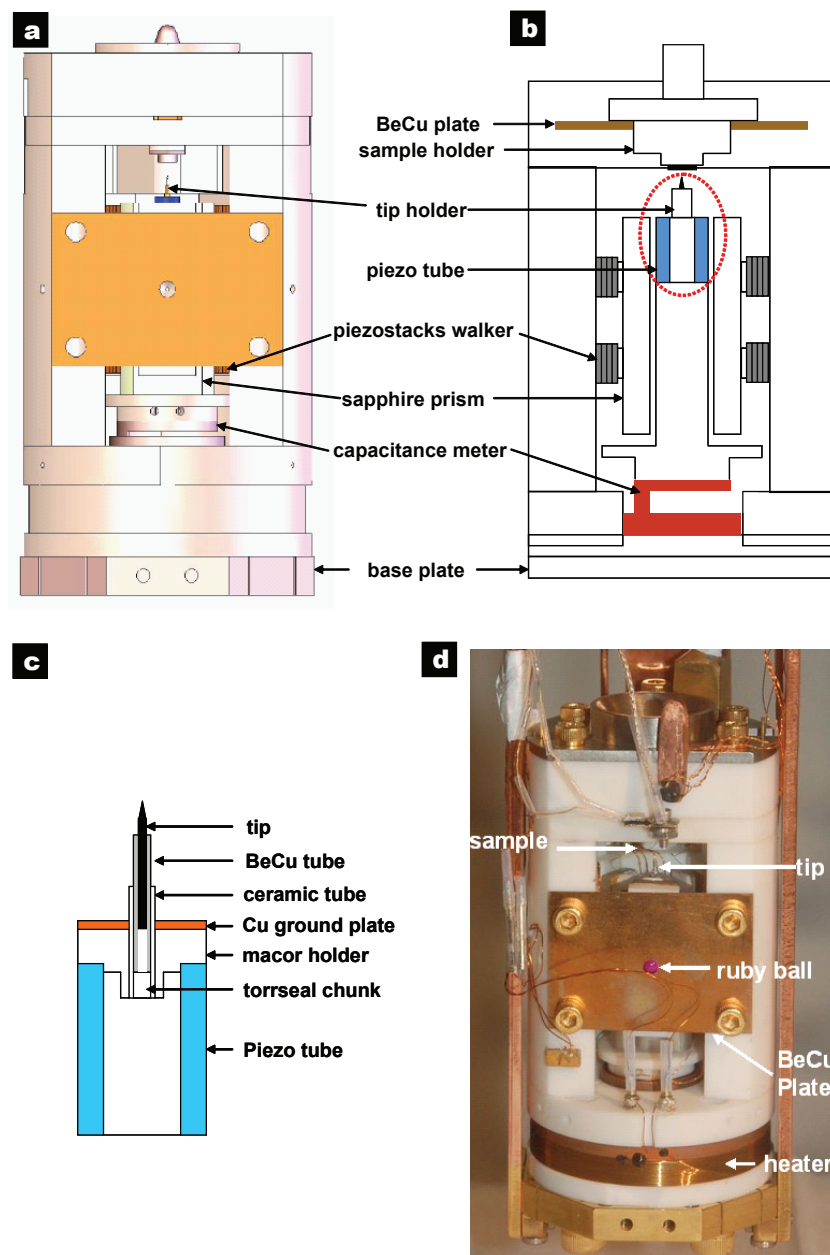 a
b
BeCu plate
sample holder
tip holder
piezo tube
piezostacks walker
sapphire prism
capacitance meter
base plate
c
tip
BeCu tube
ceramic tube
Cu ground plate
macor holder
torrseal chunk
Piezo tube
d
sample
tip
ruby ball
BeCu
Plate
heater